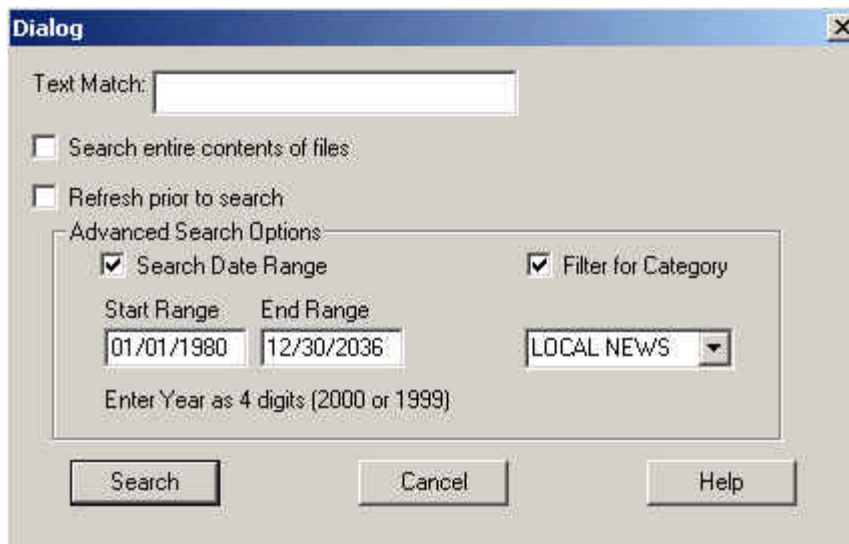 Dialog
Text Match:
Search entire contents of files
Refresh prior to search
Advanced Search Options
Search Date Range Filter for Category
Start Range End Range
01/01/1980 12/30/2036 LOCAL NEWS
Enter Year as 4 digits (2000 or 1999)
Search Cancel Help